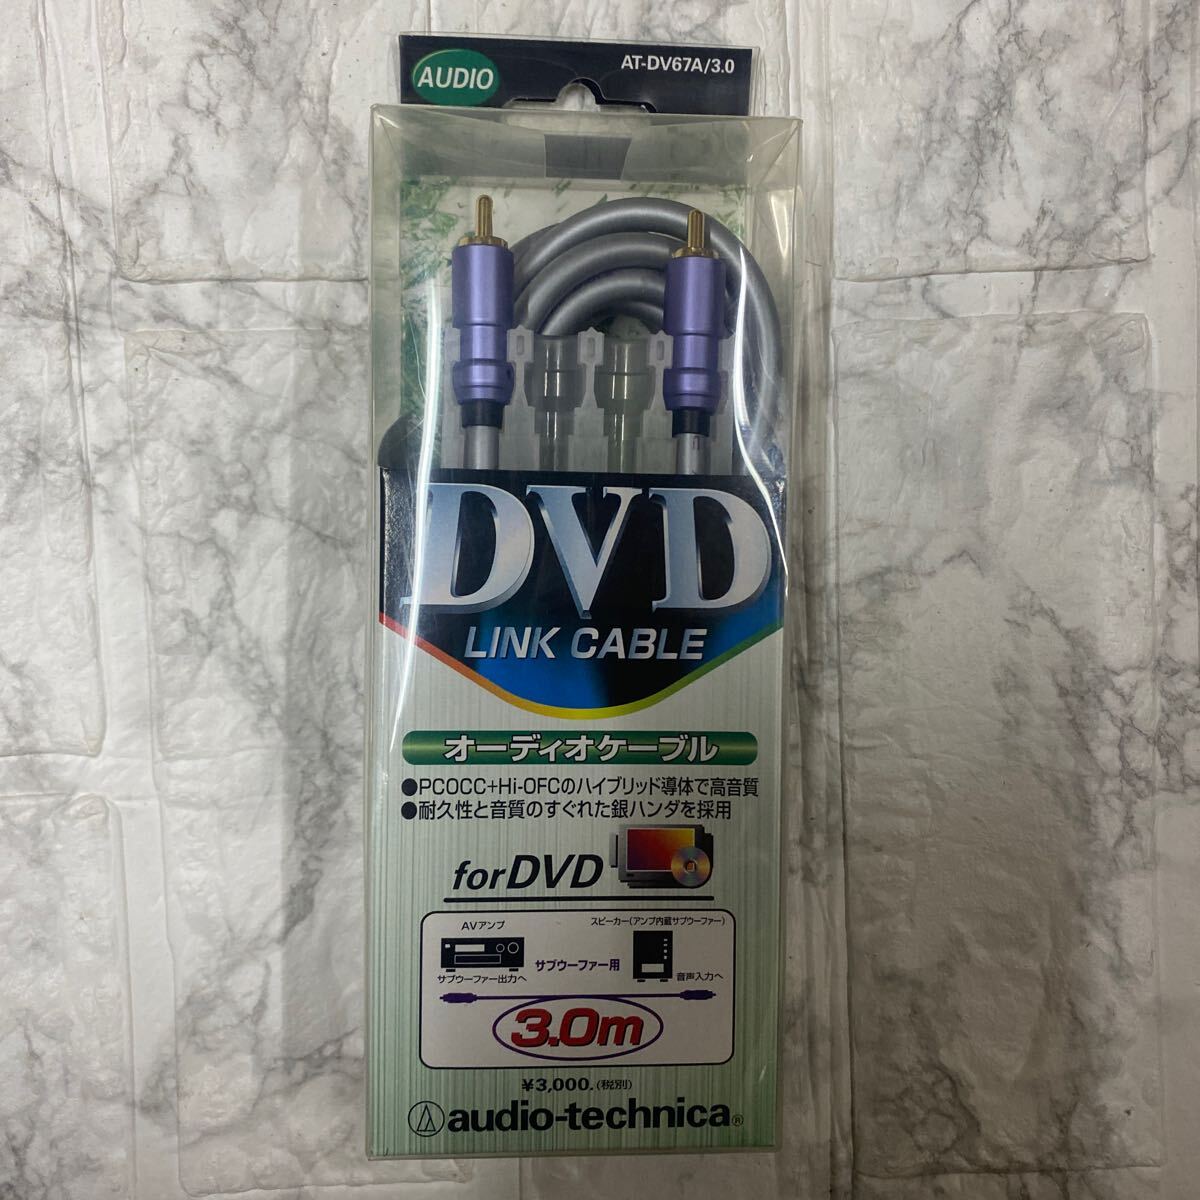 AUDIO
AT-DV67A/3.0
DVD
LINK CABLE
オーディオケーブル
●PCOCC+Hi-OFCのハイブリッド導体で高音質
●耐久性と音質のすぐれた銀ハンダを採用
for DVD
AVアンプ
スピーカー(アンプ内蔵サブウーファー)
サブウーファー用
サブウーファー出力へ
音声入力へ
3.0m
¥3,000.(税別)
audio-technica®